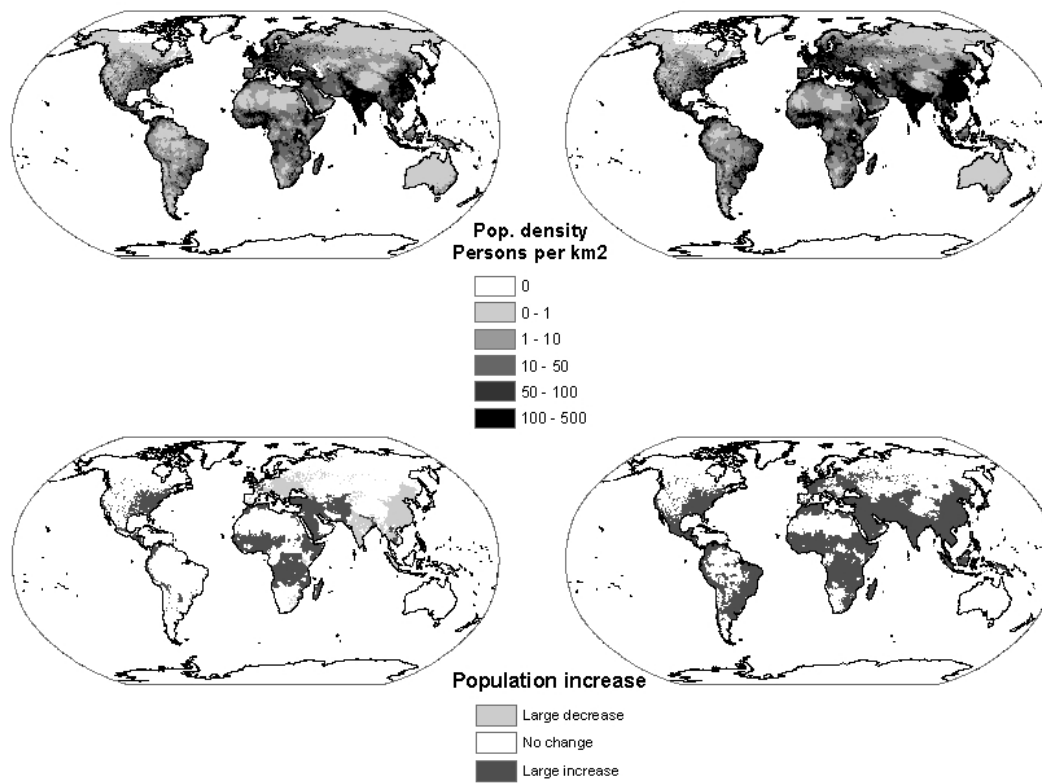 Pop. density
Persons per km2
0
0 - 1
1 - 10
10 - 50
50 - 100
100 - 500
Population increase
Large decrease
No change
Large increase